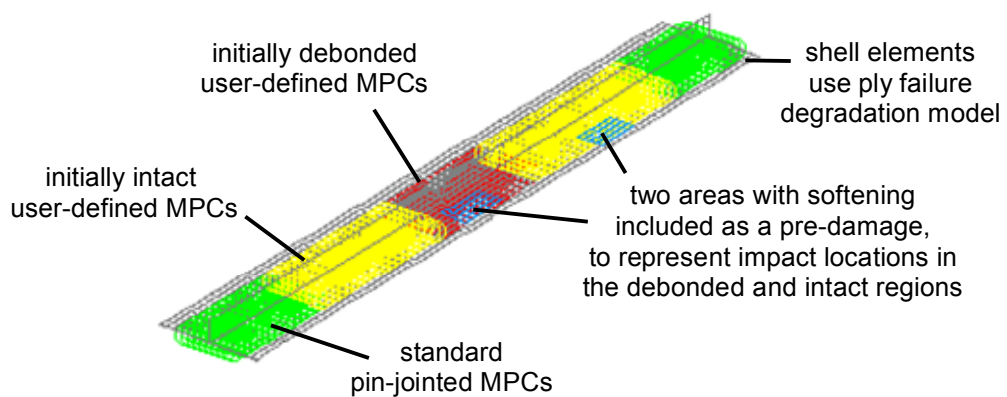 initially debonded
user-defined MPCs
shell elements
use ply failure
degradation model
initially intact
user-defined MPCs
two areas with softening
included as a pre-damage,
to represent impact locations in
the debonded and intact regions
standard
pin-jointed MPCs